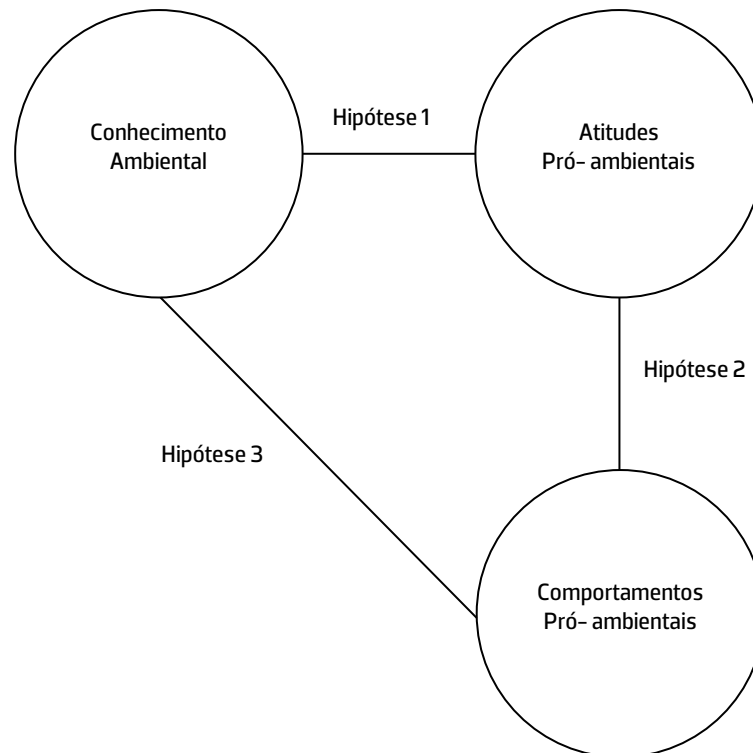 Conhecimento
Ambiental
Hipótese 1
Atitudes
Pró- ambientais
Hipótese 2
Hipótese 3
Comportamentos
Pró- ambientais